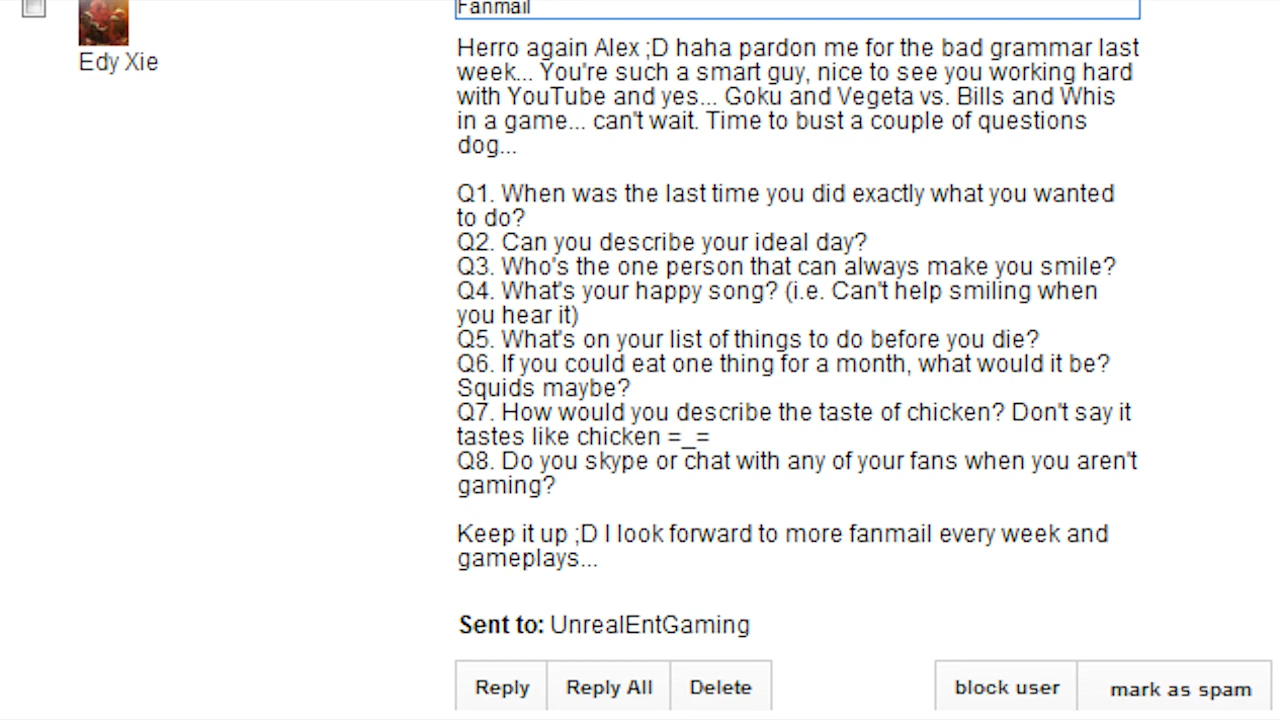 Fanmail
Edy Xie
Herro again Alex ;D haha pardon me for the bad grammar last
week... You're such a smart guy, nice to see you working hard
with YouTube and yes... Goku and Vegeta vs. Bills and Whis
in a game... can't wait. Time to bust a couple of questions
dog...
Q1. When was the last time you did exactly what you wanted
to do?
Q2. Can you describe your ideal day?
Q3. Who's the one person that can always make you smile?
Q4. What's your happy song? (i.e. Can't help smiling when
you hear it)
Q5. What's on your list of things to do before you die?
Q6. If you could eat one thing for a month, what would it be?
Squids maybe?
Q7. How would you describe the taste of chicken? Don't say it
tastes like chicken =_=
Q8. Do you skype or chat with any of your fans when you aren't
gaming?
Keep it up ;D I look forward to more fanmail every week and
gameplays...
Sent to: UnrealEntGaming
Reply Reply All Delete block user mark as spam